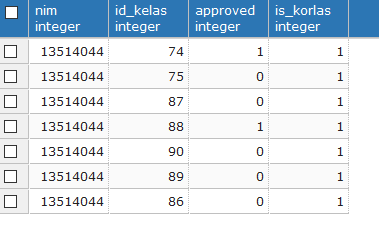 nim id_kelas approved is_korlas
integer integer integer integer
13514044 74 1 1
13514044 75 0 1
13514044 87 0 1
13514044 88 1 1
13514044 90 0 1
13514044 89 0 1
13514044 86 0 1